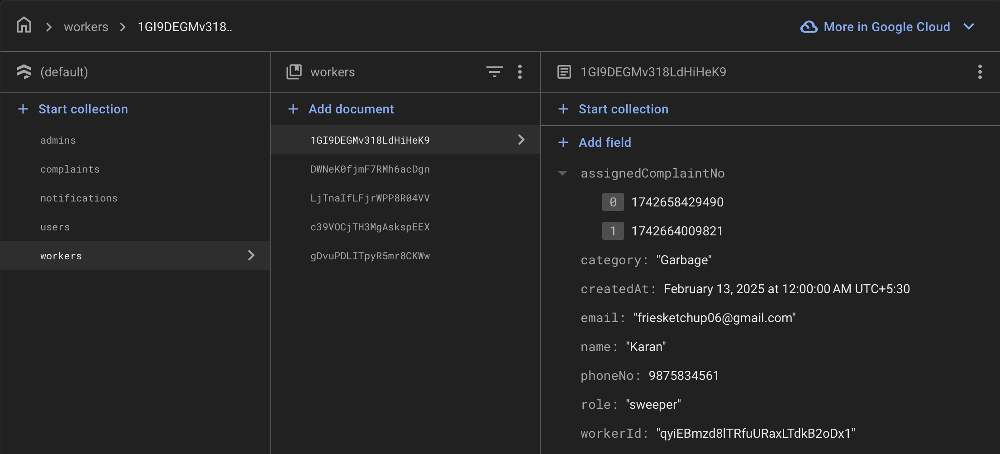 workers 1GI9DEGMv318..
More in Google Cloud
(default)
Start collection
admins
complaints
notifications
users
workers
workers
Add document
1GI9DEGMv318LdHiHeK9
DWNeK0fjmF7RMh6acDgn
LjTnaIfLFjrWPP8R04VV
c39VOCjTH3MgAskspEEX
gDvuPDLITpyR5mr8CKWw
1GI9DEGMv318LdHiHeK9
Start collection
Add field
assignedComplaintNo
0 1742658429490
1 1742664009821
category: "Garbage"
createdAt: February 13, 2025 at 12:00:00 AM UTC+5:30
email: "friesketchup06@gmail.com"
name: "Karan"
phoneNo: 9875834561
role: "sweeper"
workerId: "qyiEBmzd8lTRfuURaxLTdkB2oDx1"